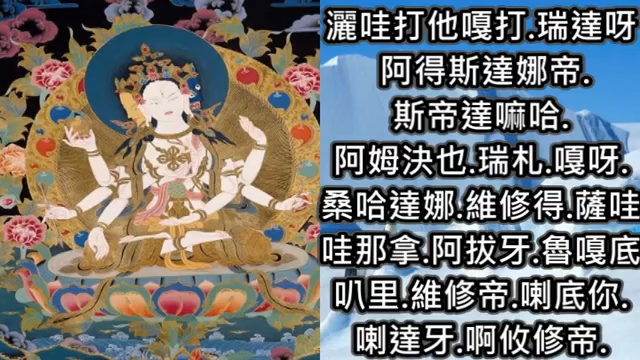 灑哇打他嘎打.瑞達呀
阿得斯達娜帝.
斯帝達嘛哈.
阿姆決也.瑞札.嘎呀.
桑哈達娜.維修得.薩哇
哇那拿.阿拔牙.魯嘎底
叭里.維修帝.喇底你.
喇達牙.啊攸修帝.